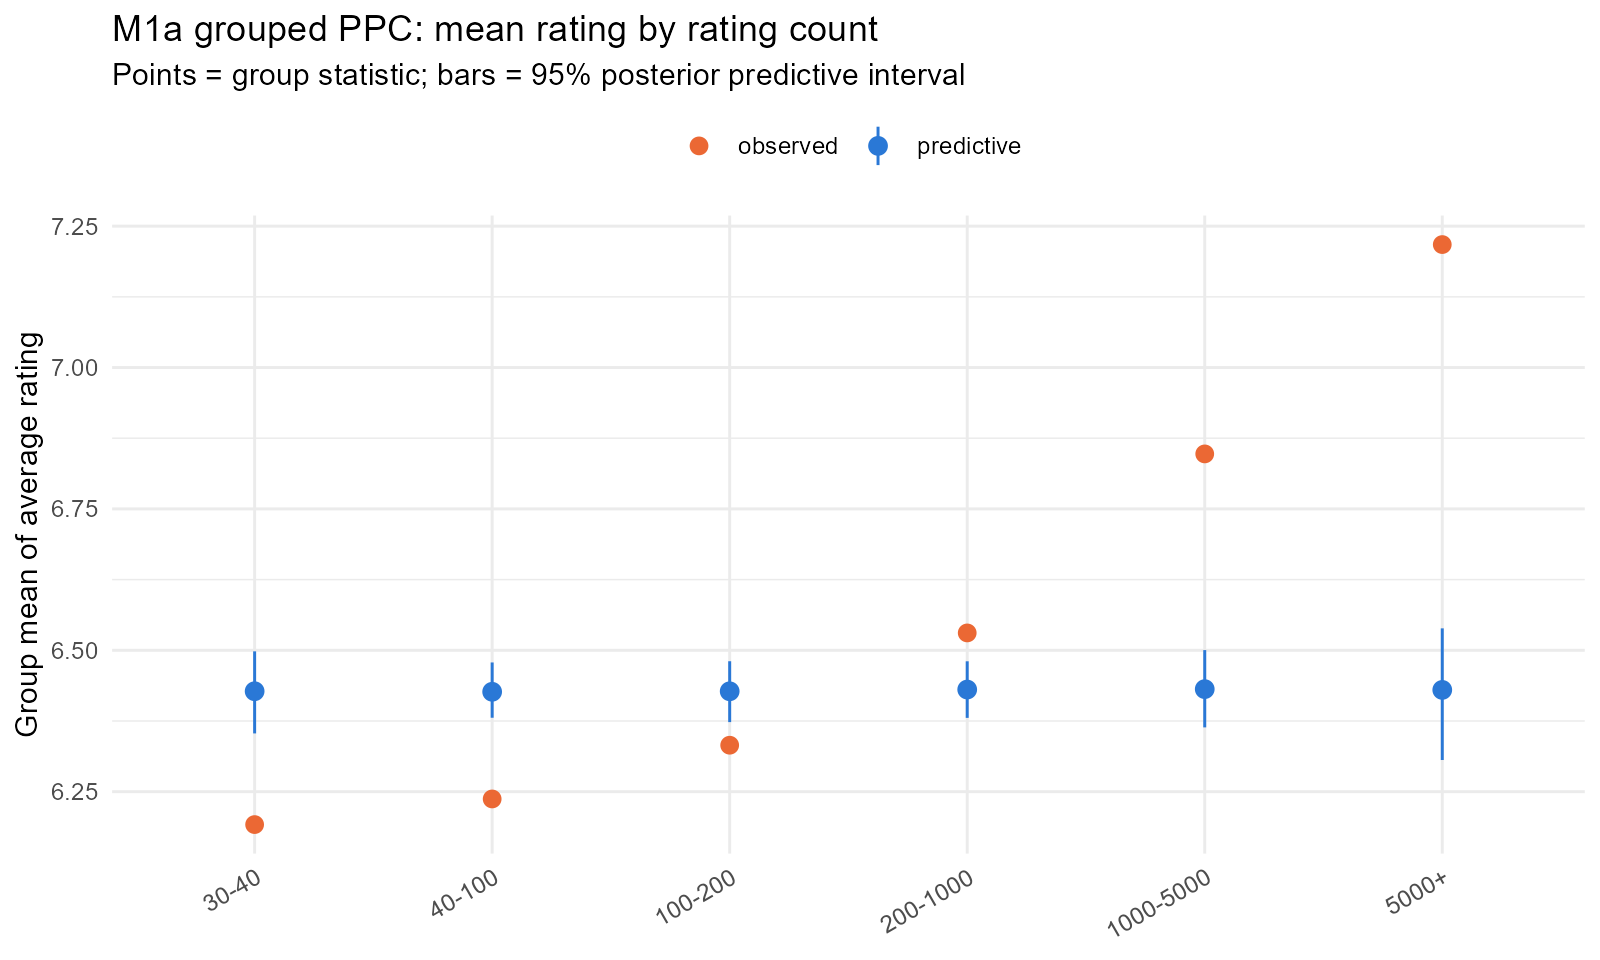 M1a grouped PPC: mean rating by rating count
Points = group statistic; bars = 95% posterior predictive interval
observed
predictive
Group mean of average rating
7.25
7.00
6.75
6.50
6.25
30-40
40-100
100-200
200-1000
1000-5000
5000+